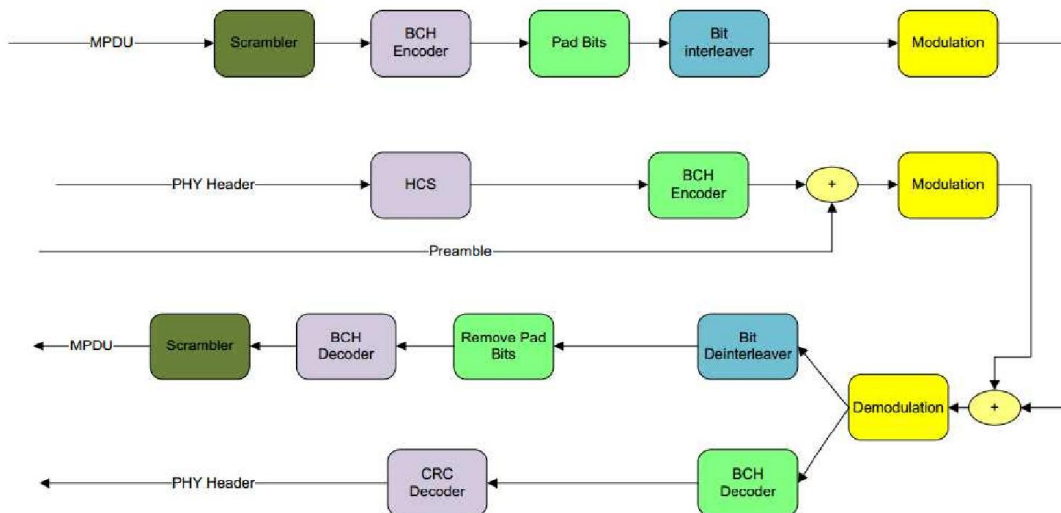 MPDU
Scrambler
BCH
Encoder
Pad Bits
Bit
interleaver
Modulation
PHY Header
HCS
BCH
Encoder
+
Modulation
Preamble
MPDU
Scrambler
BCH
Decoder
Remove Pad
Bits
Bit
Deinterleaver
Demodulation
+
PHY Header
CRC
Decoder
BCH
Decoder